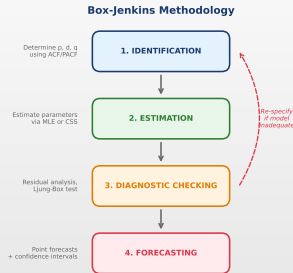 Box-Jenkins Methodology
Determine p, d, q
using ACF/PACF
1. IDENTIFICATION
Estimate parameters
via MLE or CSS
2. ESTIMATION
Re-specify
if model
inadequate
Residual analysis,
Ljung-Box test
3. DIAGNOSTIC CHECKING
Point forecasts
+ confidence intervals
4. FORECASTING